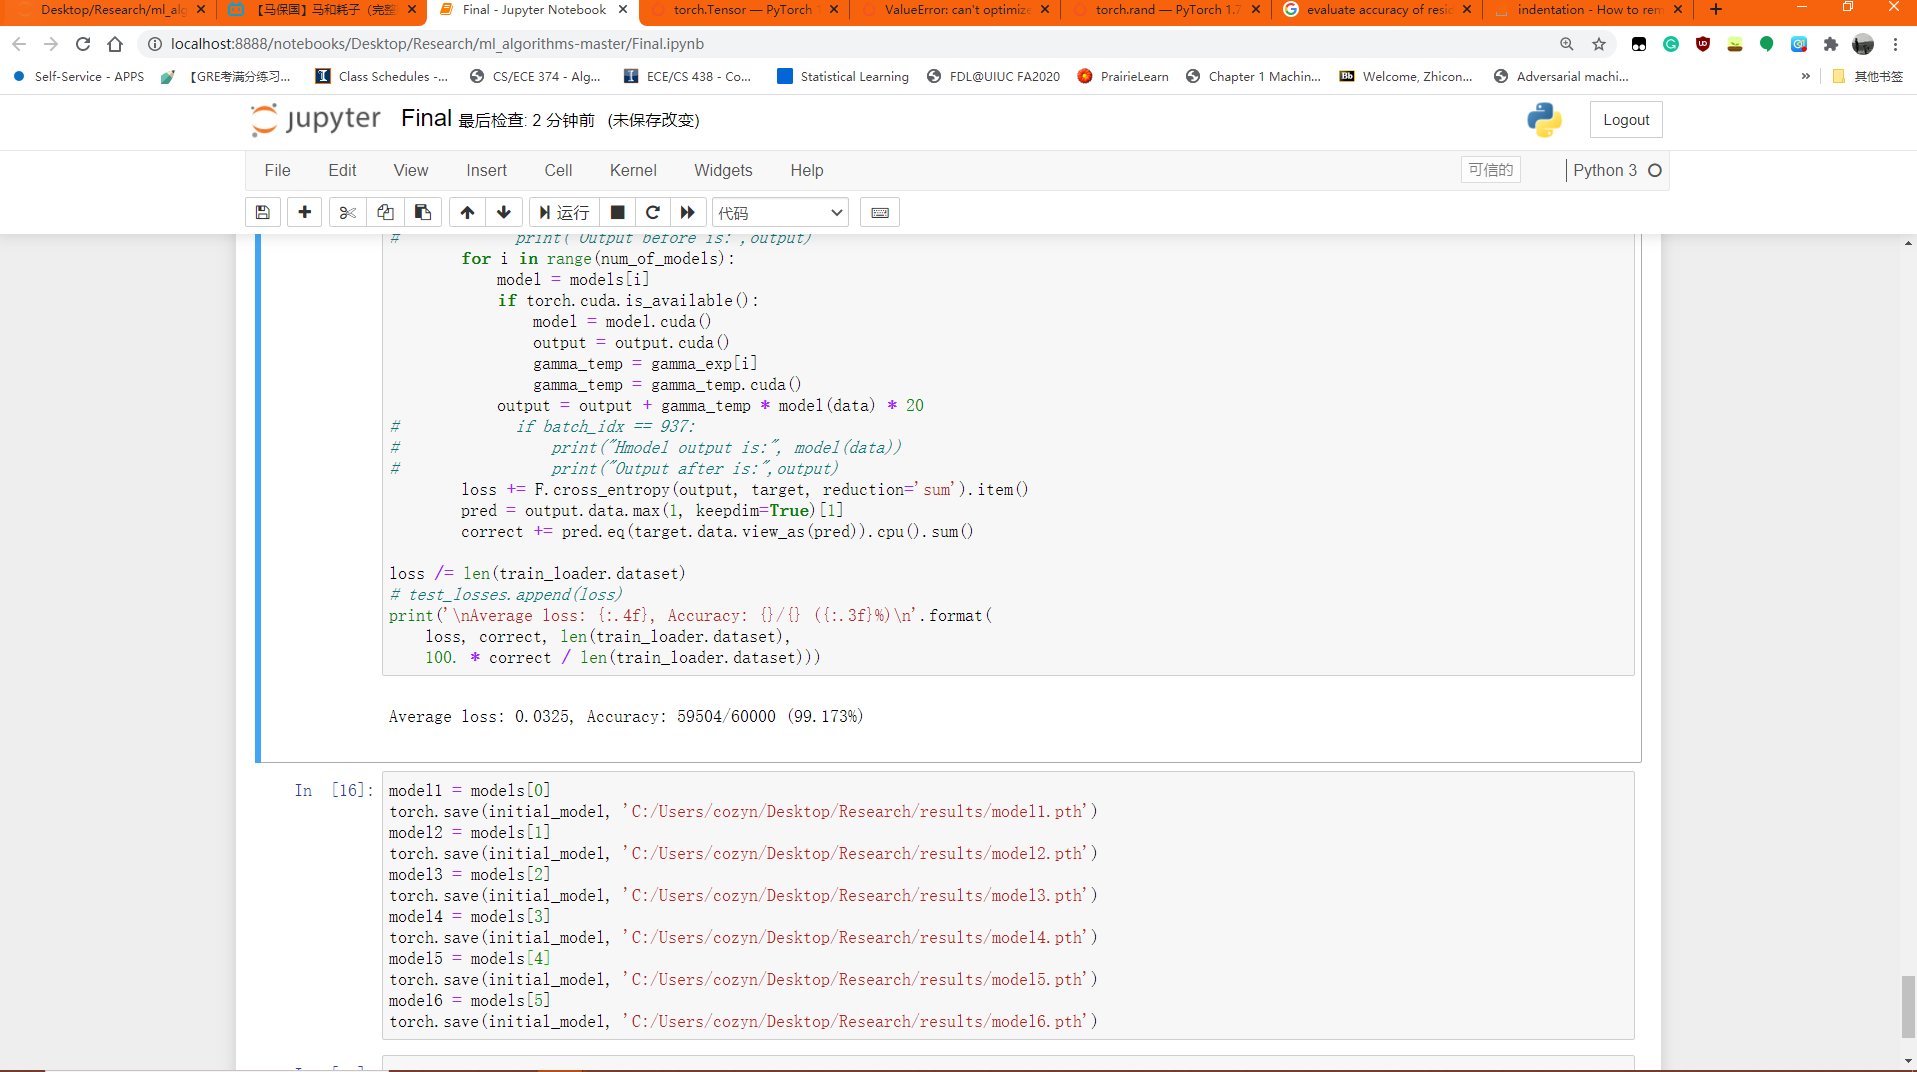 Desktop/Research/ml_alg
【马保国】马和耗子（完整
Final - Jupyter Notebook
torch.Tensor — PyTorch
ValueError: can't optimize
torch.rand — PyTorch 1.7
evaluate accuracy of resid
indentation - How to rem
localhost:8888/notebooks/Desktop/Research/ml_algorithms-master/Final.ipynb
Self-Service - APPS
【GRE考满分练习...
Class Schedules -...
CS/ECE 374 - Alg...
ECE/CS 438 - Co...
Statistical Learning
FDL@UIUC FA2020
PrairieLearn
Chapter 1 Machin...
Bb Welcome, Zhicon...
Adversarial machi...
»
其他书签
jupyter Final 最后检查: 2 分钟前 (未保存改变)
Logout
File Edit View Insert Cell Kernel Widgets Help
可信的
Python 3
运行
代码
# print("Output before is:",output)
for i in range(num_of_models):
model = models[i]
if torch.cuda.is_available():
model = model.cuda()
output = output.cuda()
gamma_temp = gamma_exp[i]
gamma_temp = gamma_temp.cuda()
output = output + gamma_temp * model(data) * 20
# if batch_idx == 937:
# print("Hmodel output is:", model(data))
# print("Output after is:",output)
loss += F.cross_entropy(output, target, reduction='sum').item()
pred = output.data.max(1, keepdim=True)[1]
correct += pred.eq(target.data.view_as(pred)).cpu().sum()
loss /= len(train_loader.dataset)
# test_losses.append(loss)
print('\nAverage loss: {:.4f}, Accuracy: {}/{} ({:.3f}%)\n'.format(
loss, correct, len(train_loader.dataset),
100. * correct / len(train_loader.dataset)))
Average loss: 0.0325, Accuracy: 59504/60000 (99.173%)
In [16]:
model1 = models[0]
torch.save(initial_model, 'C:/Users/cozyn/Desktop/Research/results/model1.pth')
model2 = models[1]
torch.save(initial_model, 'C:/Users/cozyn/Desktop/Research/results/model2.pth')
model3 = models[2]
torch.save(initial_model, 'C:/Users/cozyn/Desktop/Research/results/model3.pth')
model4 = models[3]
torch.save(initial_model, 'C:/Users/cozyn/Desktop/Research/results/model4.pth')
model5 = models[4]
torch.save(initial_model, 'C:/Users/cozyn/Desktop/Research/results/model5.pth')
model6 = models[5]
torch.save(initial_model, 'C:/Users/cozyn/Desktop/Research/results/model6.pth')